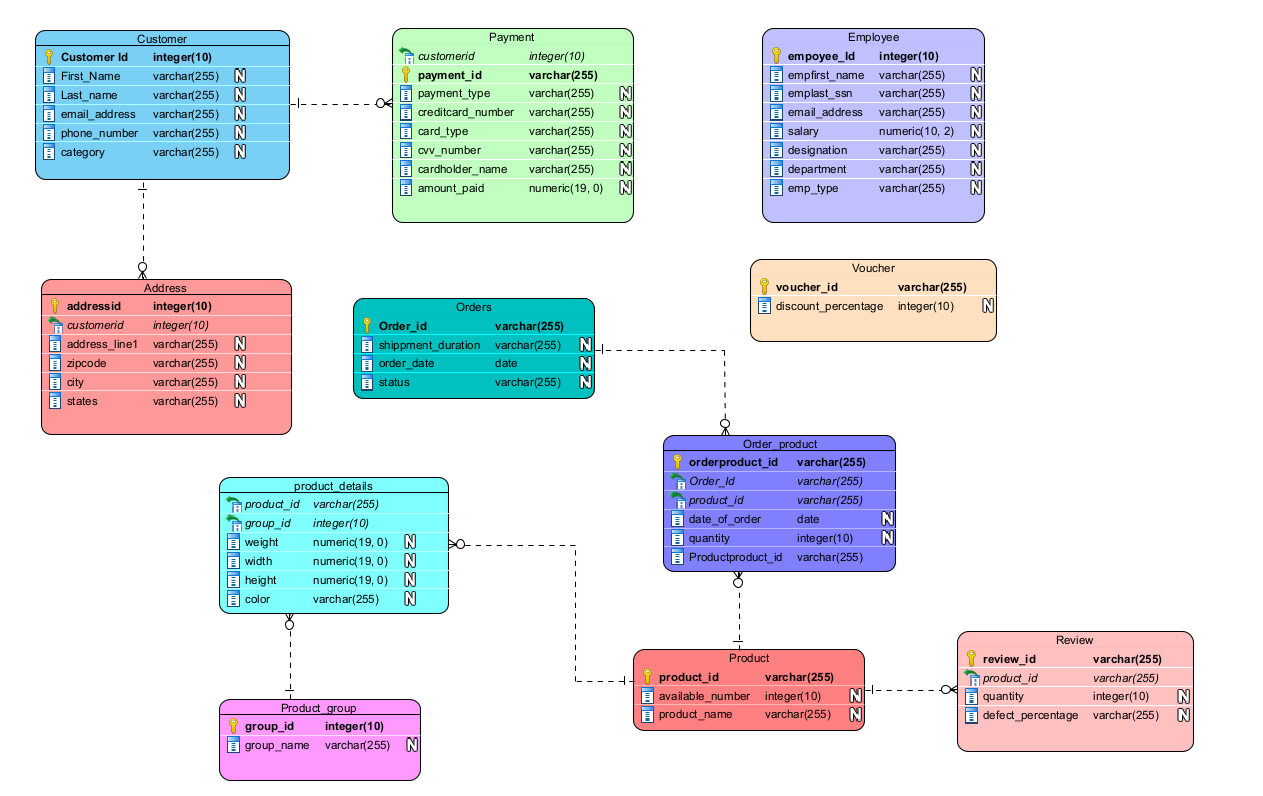 Customer
Customer Id integer(10)
First_Name varchar(255) N
Last_name varchar(255) N
email_address varchar(255) N
phone_number varchar(255) N
category varchar(255) N
Payment
customerid integer(10)
payment_id varchar(255)
payment_type varchar(255) N
creditcard_number varchar(255) N
card_type varchar(255) N
cvv_number varchar(255) N
cardholder_name varchar(255) N
amount_paid numeric(19, 0) N
Employee
empoyee_Id integer(10)
empfirst_name varchar(255) N
emplast_ssn varchar(255) N
email_address varchar(255) N
salary numeric(10, 2) N
designation varchar(255) N
department varchar(255) N
emp_type varchar(255) N
Voucher
voucher_id varchar(255)
discount_percentage integer(10) N
Address
addressid integer(10)
customerid integer(10)
address_line1 varchar(255) N
zipcode varchar(255) N
city varchar(255) N
states varchar(255) N
Orders
Order_id varchar(255)
shippment_duration varchar(255) N
order_date date N
status varchar(255) N
Order_product
orderproduct_id varchar(255)
Order_Id varchar(255)
product_id varchar(255)
date_of_order date N
quantity integer(10) N
Productproduct_id varchar(255)
product_details
product_id varchar(255)
group_id integer(10)
weight numeric(19, 0) N
width numeric(19, 0) N
height numeric(19, 0) N
color varchar(255) N
Product
product_id varchar(255)
available_number integer(10) N
product_name varchar(255) N
Review
review_id varchar(255)
product_id varchar(255)
quantity integer(10) N
defect_percentage varchar(255) N
Product_group
group_id integer(10)
group_name varchar(255) N